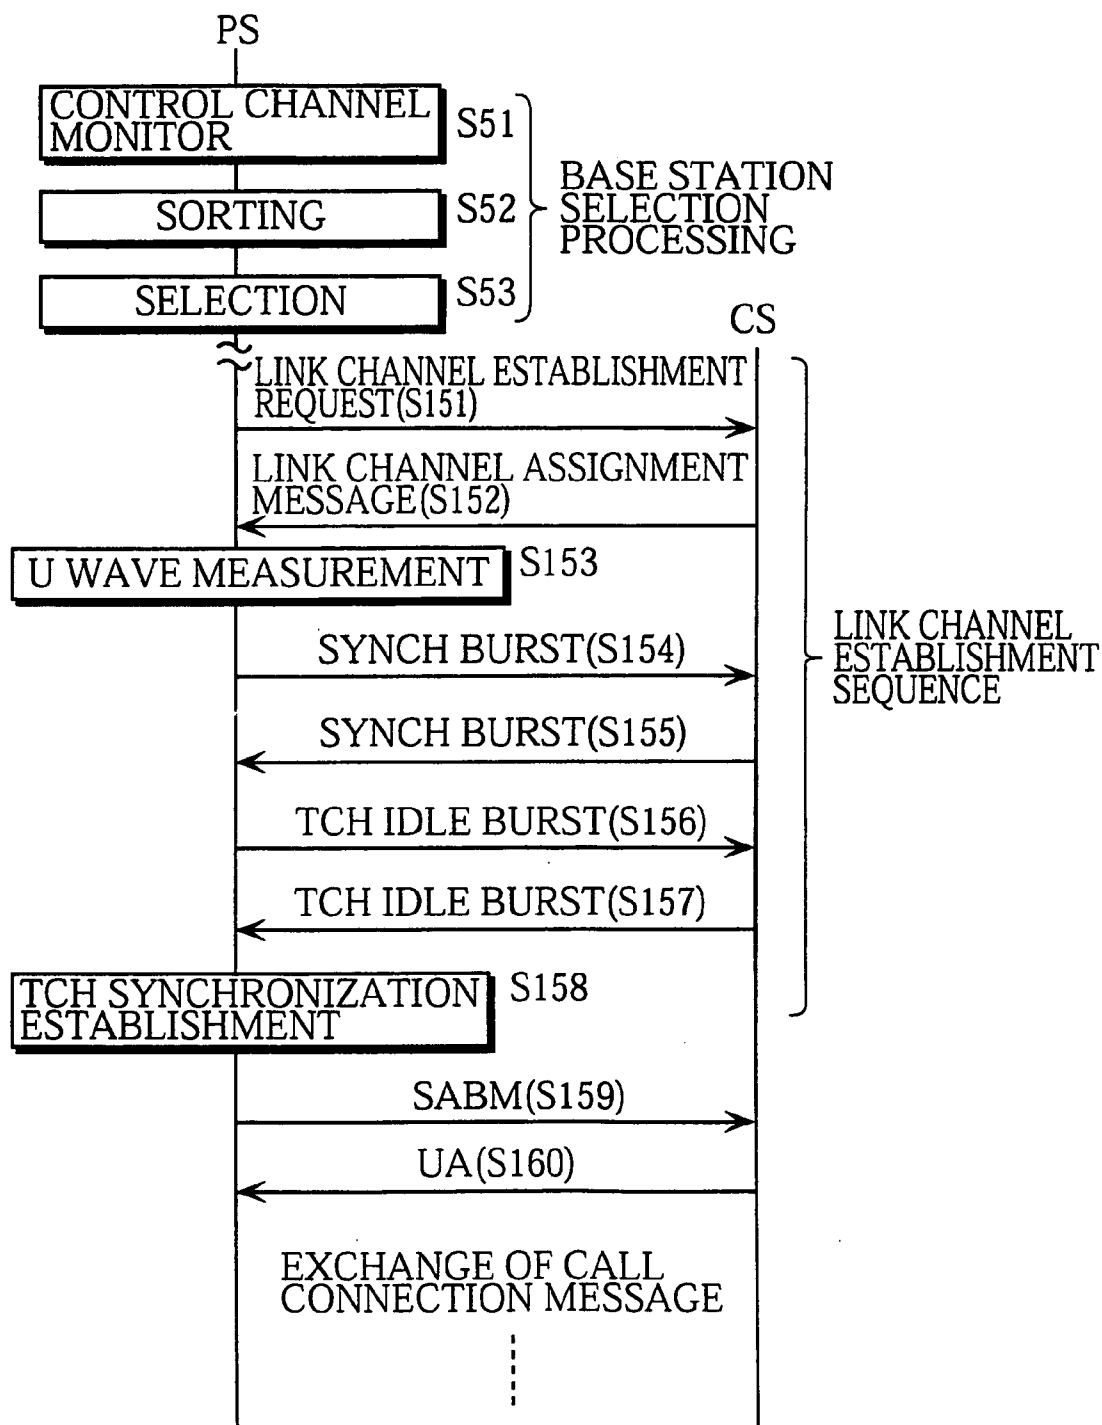 PS
CONTROL CHANNEL
MONITOR
S51
SORTING
S52
SELECTION
S53
BASE STATION
SELECTION
PROCESSING
CS
LINK CHANNEL ESTABLISHMENT
REQUEST(S151)
LINK CHANNEL ASSIGNMENT
MESSAGE(S152)
U WAVE MEASUREMENT
S153
SYNCH BURST(S154)
SYNCH BURST(S155)
TCH IDLE BURST(S156)
TCH IDLE BURST(S157)
LINK CHANNEL
ESTABLISHMENT
SEQUENCE
TCH SYNCHRONIZATION
ESTABLISHMENT
S158
SABM(S159)
UA(S160)
EXCHANGE OF CALL
CONNECTION MESSAGE